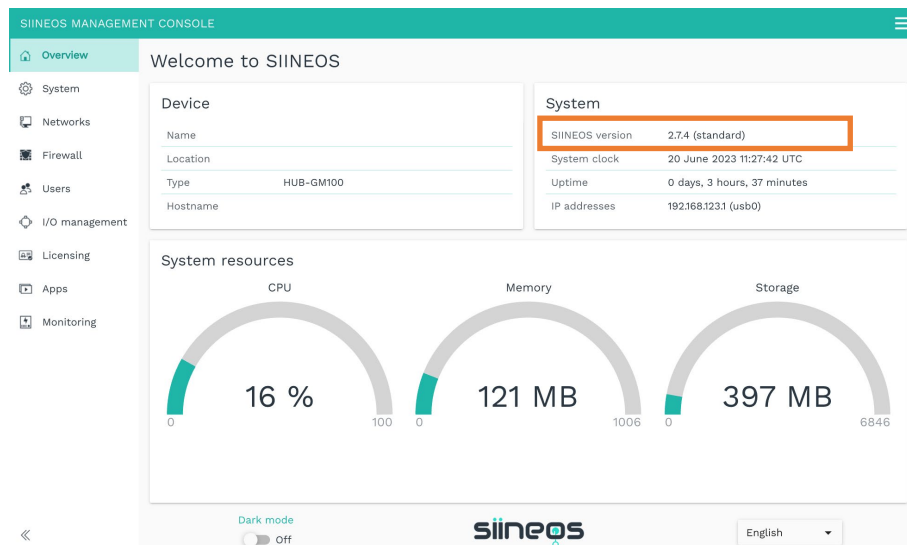 SIINEOS MANAGEMENT CONSOLE
Overview
System
Networks
Firewall
Users
I/O management
Licensing
Apps
Monitoring
Welcome to SIINEOS
Device
Name
Location
Type HUB-GM100
Hostname
System
SIINEOS version 2.7.4 (standard)
System clock 20 June 2023 11:27:42 UTC
Uptime 0 days, 3 hours, 37 minutes
IP addresses 192.168.123.1 (usb0)
System resources
CPU
16 %
0 100
Memory
121 MB
0 1006
Storage
397 MB
0 6846
Dark mode
Off
siineos
English